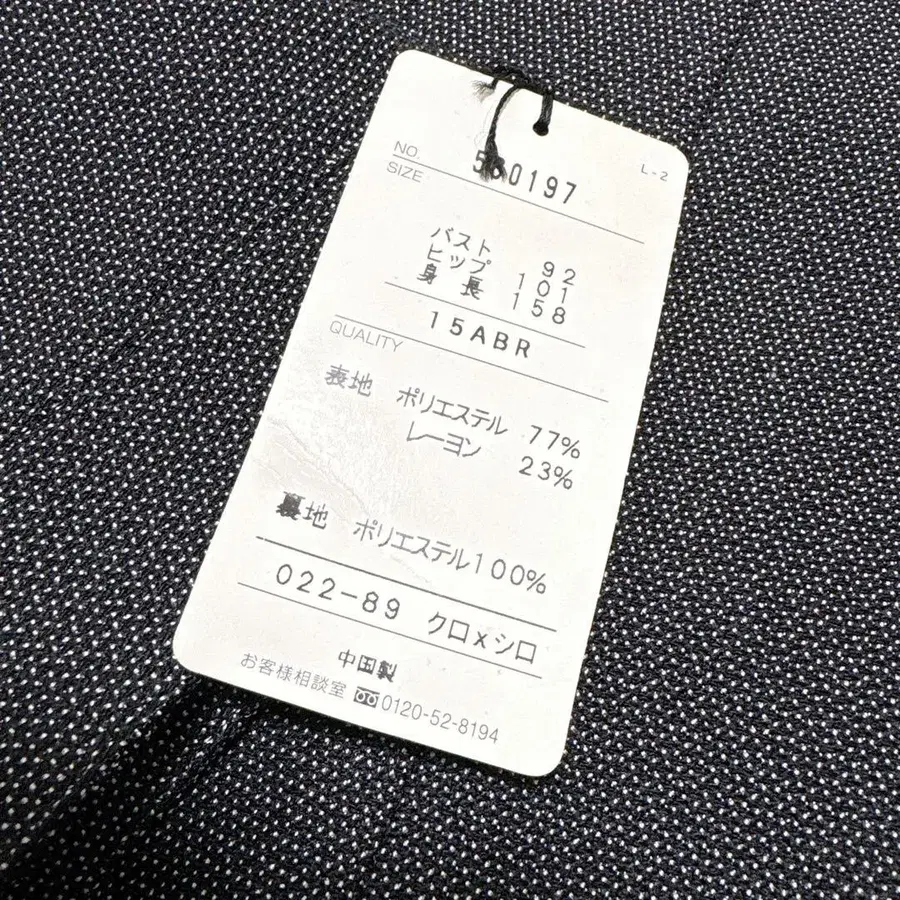 NO. 560197 L-2
SIZE
バスト 92
ヒップ 101
身長 158
15ABR
QUALITY
表地 ポリエステル 77%
レーヨン 23%
裏地 ポリエステル100%
022-89 クロxシロ
中国製
お客様相談室 0120-52-8194